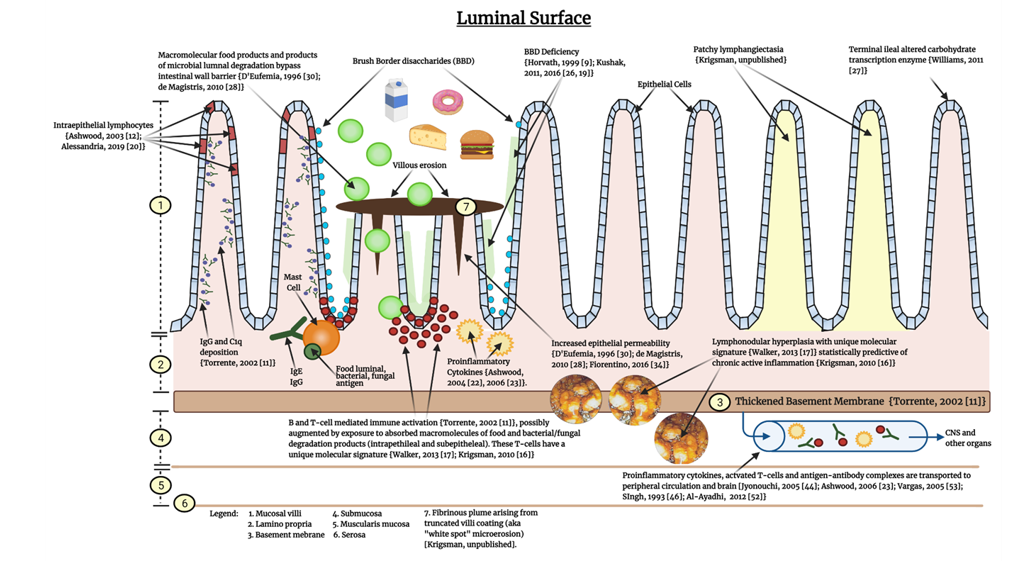 Luminal Surface
Macromolecular food products and products
of microbial lumnal degradation bypass
intestinal wall barrier {D'Eufemia, 1996 [30];
de Magistris, 2010 [28]}
Brush Border disaccharides (BBD)
BBD Deficiency
{Horvath, 1999 [9]; Kushak,
2011, 2016 [26, 19]}
Patchy lymphangiectasia
{Krigsman, unpublished}
Terminal ileal altered carbohydrate
transcription enzyme {Williams, 2011
[27]}
Epithelial Cells
Intraepithelial lymphocytes
{Ashwood, 2003 [12];
Alessandria, 2019 [20]}
Villous erosion
1
7
Mast
Cell
IgG and C1q
deposition
{Torrente, 2002 [11]}
IgE
IgG
Food luminal,
bacterial, fungal
antigen
Proinflammatory
Cytokines {Ashwood,
2004 [22], 2006 [23]}.
Increased epithelial permeability
{D'Eufemia, 1996 [30]; de Magistris,
2010 [28]; Fiorentino, 2016 [34]}
Lymphonodular hyperplasia with unique molecular
signature {Walker, 2013 [17]} statistically predictive of
chronic active inflammation {Krigsman, 2010 [16]}
2
3 Thickened Basement Membrane {Torrente, 2002 [11]}
B and T-cell mediated immune activation {Torrente, 2002 [11]}, possibly
augmented by exposure to absorbed macromolecules of food and bacterial/fungal
degradation products (intrapethileal and subepitheleal). These T-cells have a
unique molecular signature {Walker, 2013 [17]; Krigsman, 2010 [16]}
4
CNS and
other organs
Proinflammatory cytokines, actvated T-cells and antigen-antibody complexes are transported to
peripheral circulation and brain [Jyonouchi, 2005 [44]; Ashwood, 2006 [23]; Vargas, 2005 [53];
SIngh, 1993 [46]; Al-Ayadhi, 2012 [52]}
5
6
Legend:
1. Mucosal villi
2. Lamino propria
3. Basement mebrane
4. Submucosa
5. Muscularis mucosa
6. Serosa
7. Fibrinous plume arising from
truncated villi coating (aka
"white spot" microerosion)
[Krigsman, unpublished].